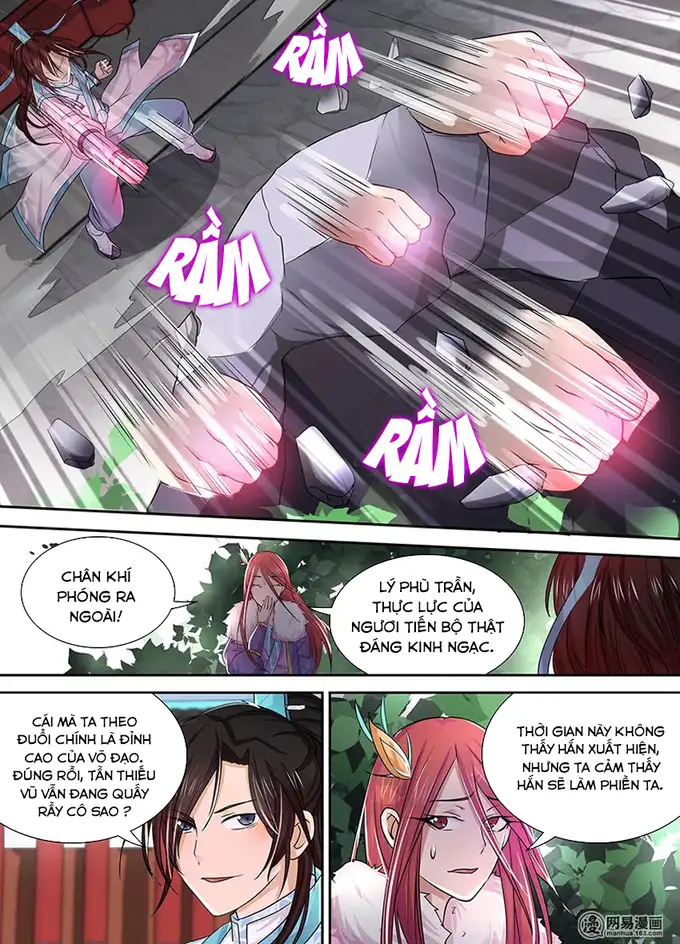 RẦM
RẦM
RẦM
CHÂN KHÍ
PHÓNG RA
NGOÀI!
LÝ PHÙ TRẦN,
THỰC LỰC CỦA
NGƯƠI TIẾN BỘ THẬT
ĐÁNG KINH NGẠC.
CÁI MÀ TA THEO
ĐUỔI CHÍNH LÀ ĐỈNH
CAO CỦA VÕ ĐẠO.
ĐÚNG RỒI, TẦN THIẾU
VŨ VẪN ĐANG QUẤY
RẦY CÔ SAO ?
THỜI GIAN NÀY KHÔNG
THẤY HẮN XUẤT HIỆN,
NHƯNG TA CẢM THẤY
HẮN SẼ LÀM PHIỀN TA.
网易漫画
manhua.163.com